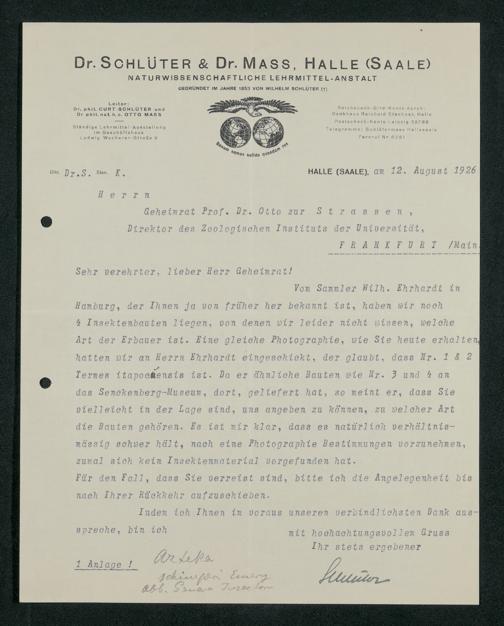 Dr. SCHLÜTER & Dr. MASS, HALLE (SAALE)
NATURWISSENSCHAFTLICHE LEHRMITTEL-ANSTALT
GEGRÜNDET IM JAHRE 1853 VON WILHELM SCHLÜTER (†)
Leiter:
Dr. phil. CURT SCHLÜTER und
Dr. phil. nat. h. c. OTTO MASS
Ständige Lehrmittel-Ausstellung
im Geschäftshaus
Ludwig Wucherer-Straße 9
Reichsbank-Giro-Konto durch:
Bankhaus Reinhold Steckner, Halle
Postscheck-Konto Leipzig
Telegramme: Schlütermass Hallesaale
Fernruf Nr 6281
Dr.S. K.
HALLE (SAALE), am 12. August 1926
Herrn
Geheimrat Prof. Dr. Otto zur Strassen,
Direktor des Zoologischen Instituts der Universität,
FRANKFURT /Main
Sehr verehrter, lieber Herr Geheimrat!
Vom Sammler Wilh. Ehrhardt in
Hamburg, der Ihnen ja von früher her bekannt ist, haben wir noch
4 Insektenbauten liegen, von denen wir leider nicht wissen, welche
Art der Erbauer ist. Eine gleiche Photographie, wie Sie heute erhalten,
hatten wir an Herrn Ehrhardt eingeschickt, der glaubt, dass Nr. 1 & 2
Termes ist. Da er ähnliche Bauten wie Nr. 3 und 4 an
das Senckenberg-Museum, dort, geliefert hat, so meint er, dass Sie
vielleicht in der Lage sind, uns angeben zu können, zu welcher Art
die Bauten gehören. Es ist mir klar, dass es natürlich verhältnis-
mässig schwer hält, nach eine Photographie Bestimmungen vorzunehmen,
zumal sich kein Insektenmaterial vorgefunden hat.
Für den Fall, dass Sie verreist sind, bitte ich die Angelegenheit bis
nach Ihrer Rückkehr aufzuschieben.
Indem ich Ihnen im voraus unseren verbindlichsten Dank aus-
spreche, bin ich
mit hochachtungsvollem Gruss
Ihr stets ergebener
1 Anlage !
Schlüter